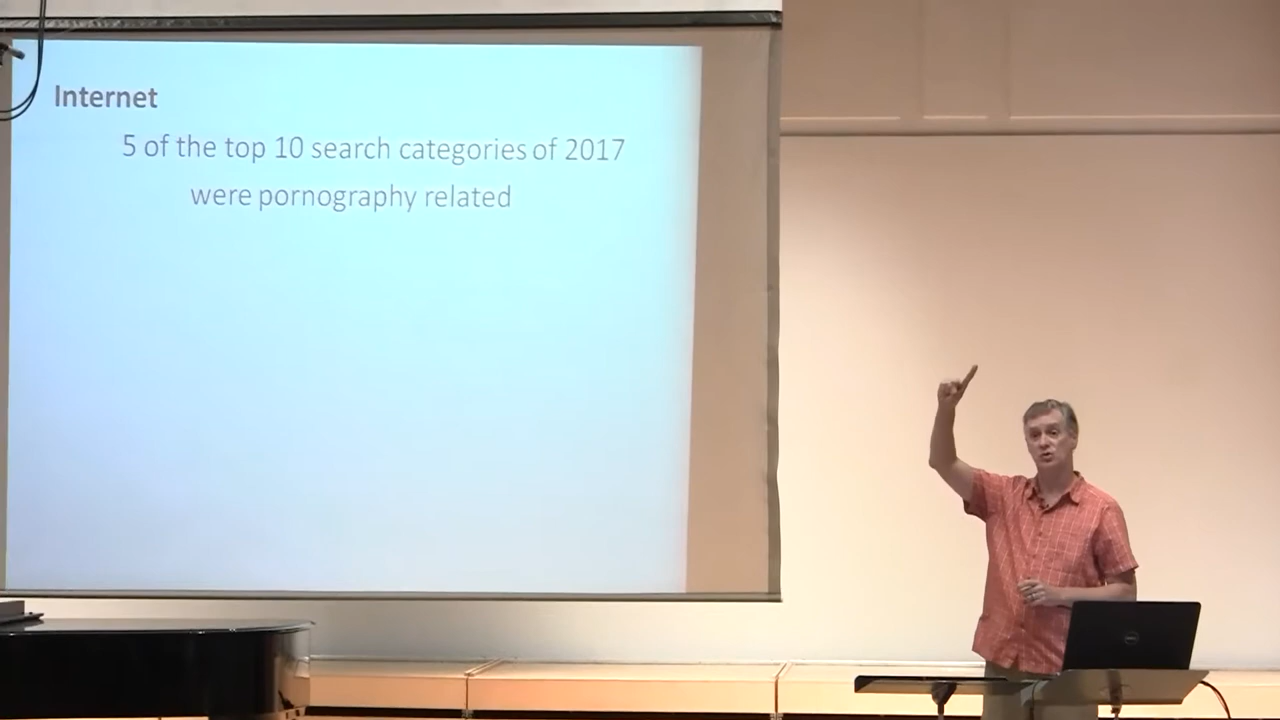 Internet
5 of the top 10 search categories of 2017
were pornography related